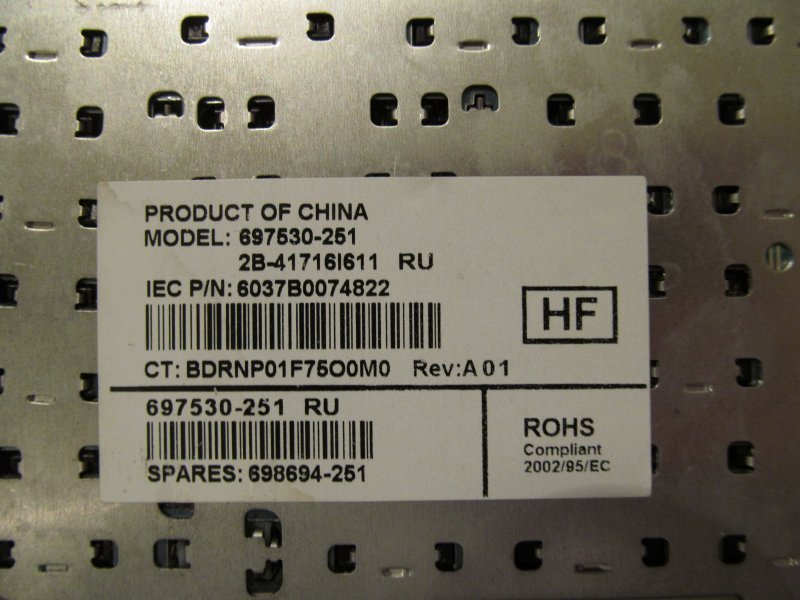 PRODUCT OF CHINA
MODEL: 697530-251
2B-41716I611 RU
IEC P/N: 6037B0074822
HF
CT: BDRNP01F75O0M0 Rev:A01
697530-251 RU
SPARES: 698694-251
ROHS
Compliant
2002/95/EC